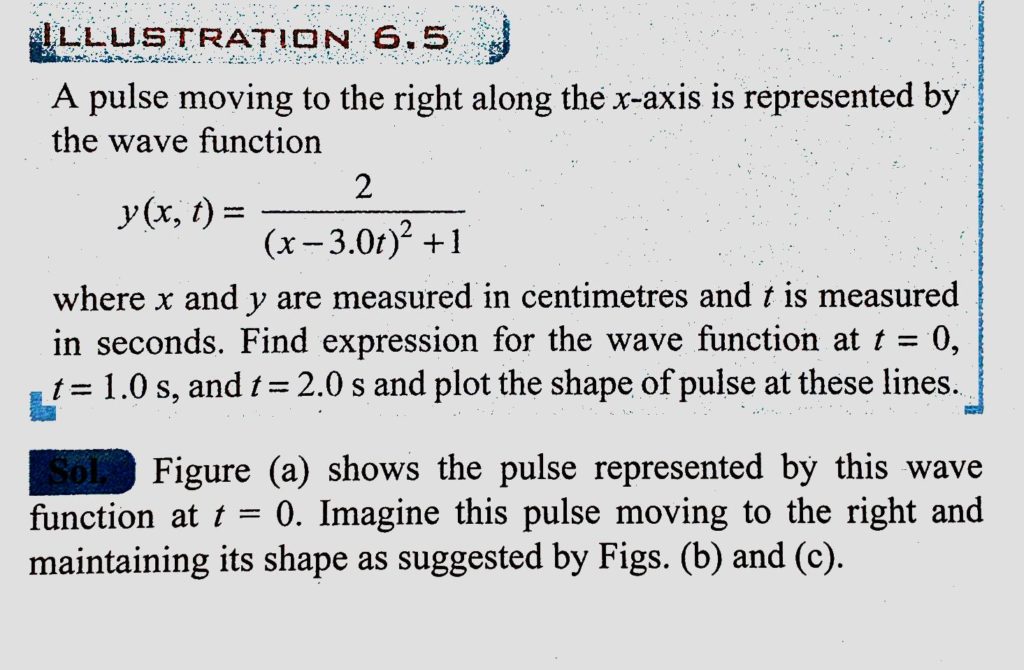 ILLUSTRATION 6.5
A pulse moving to the right along the x-axis is represented by
the wave function
y(x, t) = 2 / ((x – 3.0t)² + 1)
where x and y are measured in centimetres and t is measured
in seconds. Find expression for the wave function at t = 0,
t = 1.0 s, and t = 2.0 s and plot the shape of pulse at these lines.
Sol. Figure (a) shows the pulse represented by this wave
function at t = 0. Imagine this pulse moving to the right and
maintaining its shape as suggested by Figs. (b) and (c).